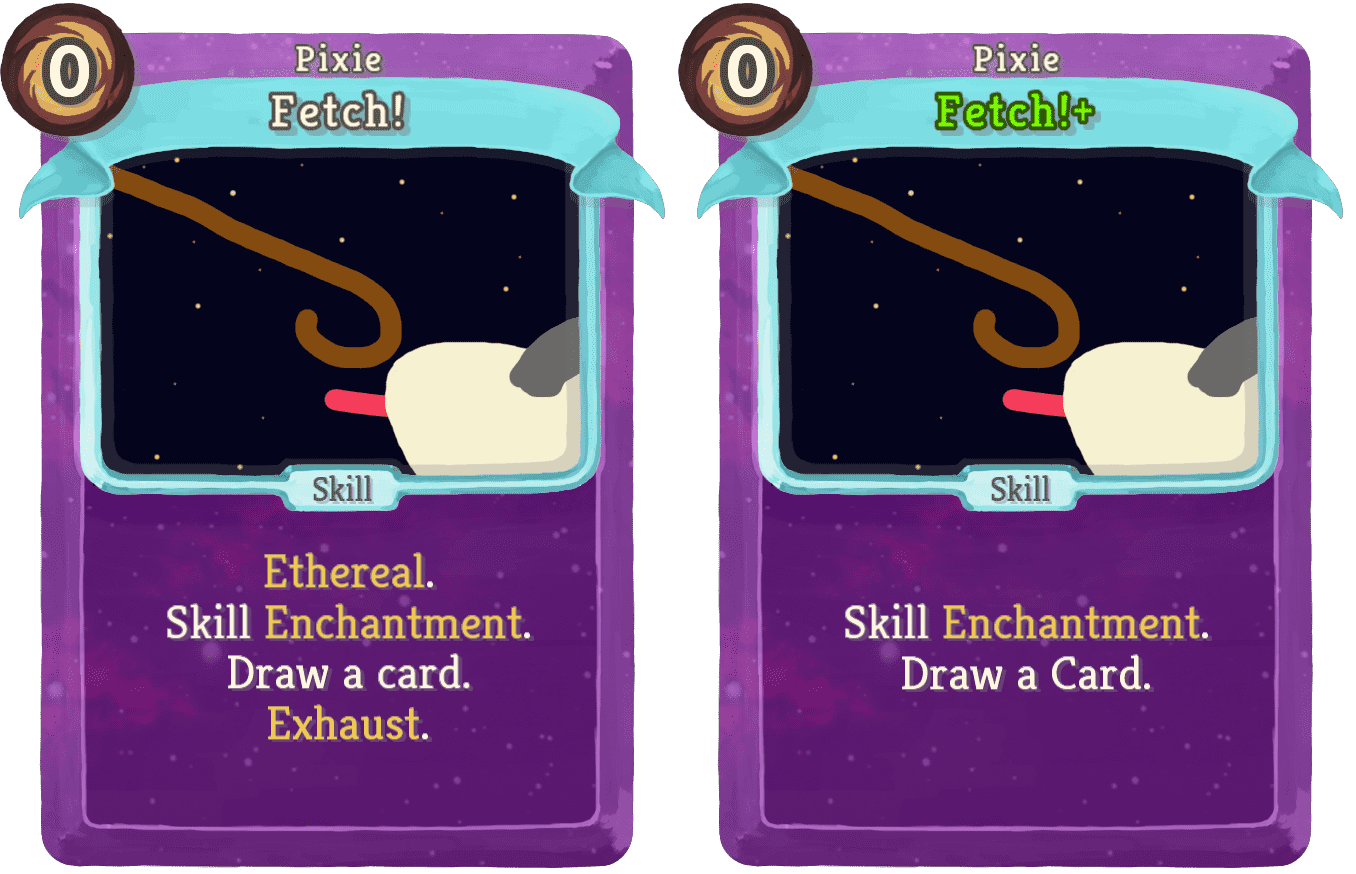 0
Pixie
Fetch!
Skill
Ethereal.
Skill Enchantment.
Draw a card.
Exhaust.
0
Pixie
Fetch!+
Skill
Skill Enchantment.
Draw a Card.